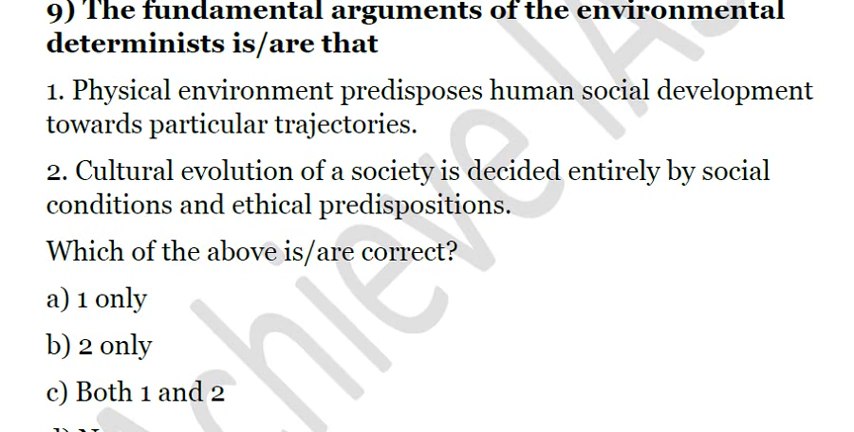 9) The fundamental arguments of the environmental
determinists is/are that
1. Physical environment predisposes human social development
towards particular trajectories.
2. Cultural evolution of a society is decided entirely by social
conditions and ethical predispositions.
Which of the above is/are correct?
a) 1 only
b) 2 only
c) Both 1 and 2
Achieve IAS